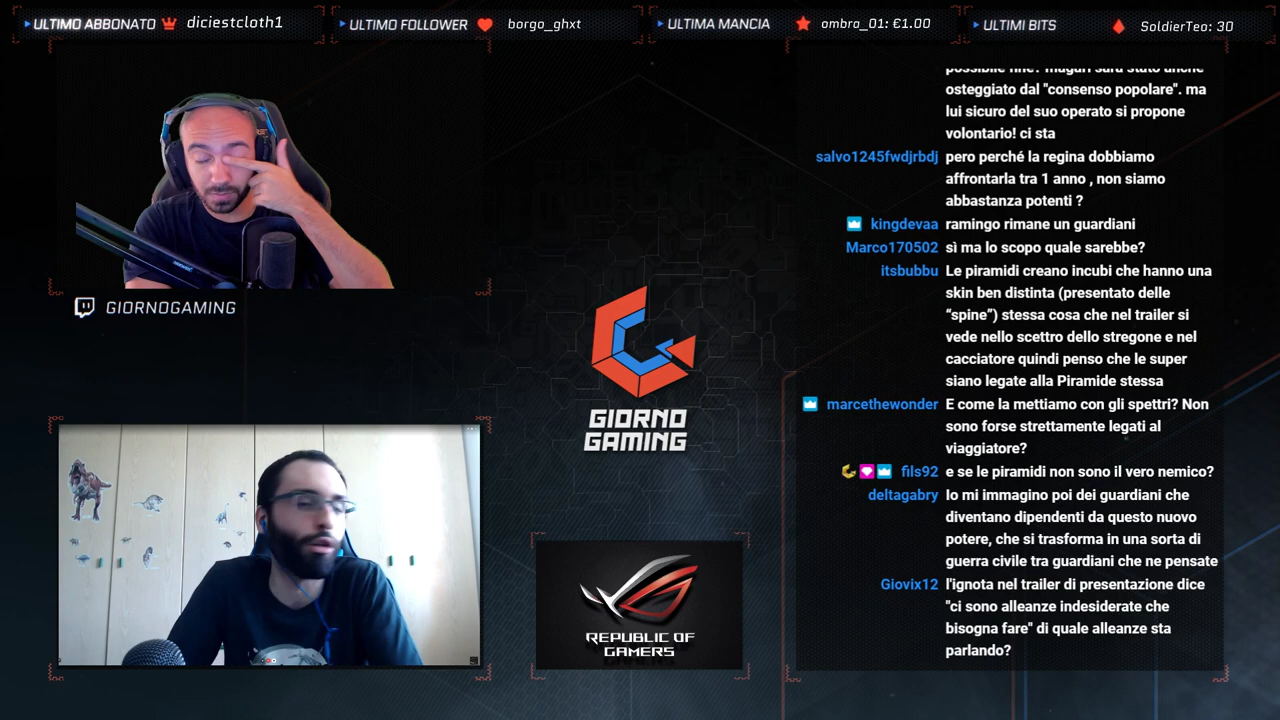 ULTIMO ABBONATO diciestcloth1
ULTIMO FOLLOWER borgo_ghxt
ULTIMA MANCIA ombra_01: €1.00
ULTIMI BITS SoldierTeo: 30
GIORNOGAMING
GIORNO
GAMING
REPUBLIC OF
GAMERS
possibile fine? magari sarà stato anche
osteggiato dal "consenso popolare". ma
lui sicuro del suo operato si propone
volontario! ci sta
salvo1245fwdjrbdj pero perché la regina dobbiamo
affrontarla tra 1 anno , non siamo
abbastanza potenti ?
kingdevaa ramingo rimane un guardiani
Marco170502 sì ma lo scopo quale sarebbe?
itsbubbu Le piramidi creano incubi che hanno una
skin ben distinta (presentato delle
“spine”) stessa cosa che nel trailer si
vede nello scettro dello stregone e nel
cacciatore quindi penso che le super
siano legate alla Piramide stessa
marcethewonder E come la mettiamo con gli spettri? Non
sono forse strettamente legati al
viaggiatore?
fils92 e se le piramidi non sono il vero nemico?
deltagabry Io mi immagino poi dei guardiani che
diventano dipendenti da questo nuovo
potere, che si trasforma in una sorta di
guerra civile tra guardiani che ne pensate
Giovix12 l'ignota nel trailer di presentazione dice
"ci sono alleanze indesiderate che
bisogna fare" di quale alleanze sta
parlando?